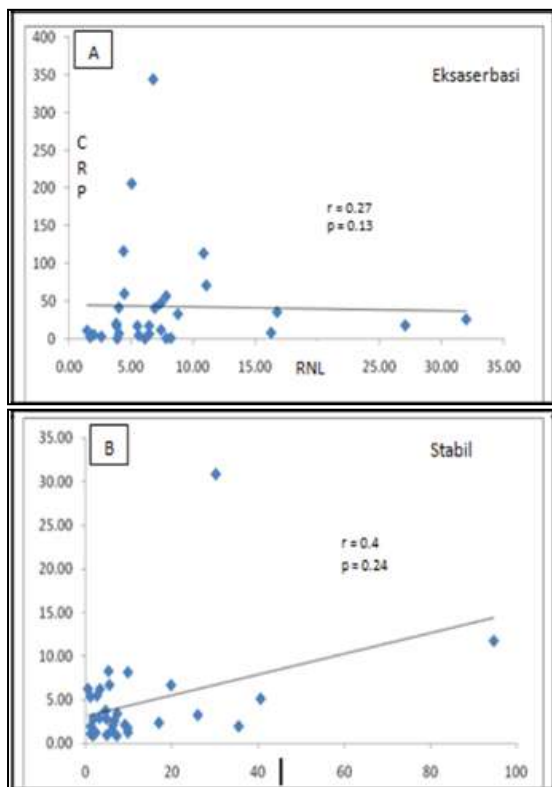 A
Eksaserbasi
400
350
300
250
200
150
100
50
0
C
R
P
r = 0.27
p = 0.13
0.00 5.00 10.00 15.00 20.00 25.00 30.00 35.00
RNL
B
Stabil
35.00
30.00
25.00
20.00
15.00
10.00
5.00
0.00
r = 0.4
p = 0.24
0 20 40 60 80 100